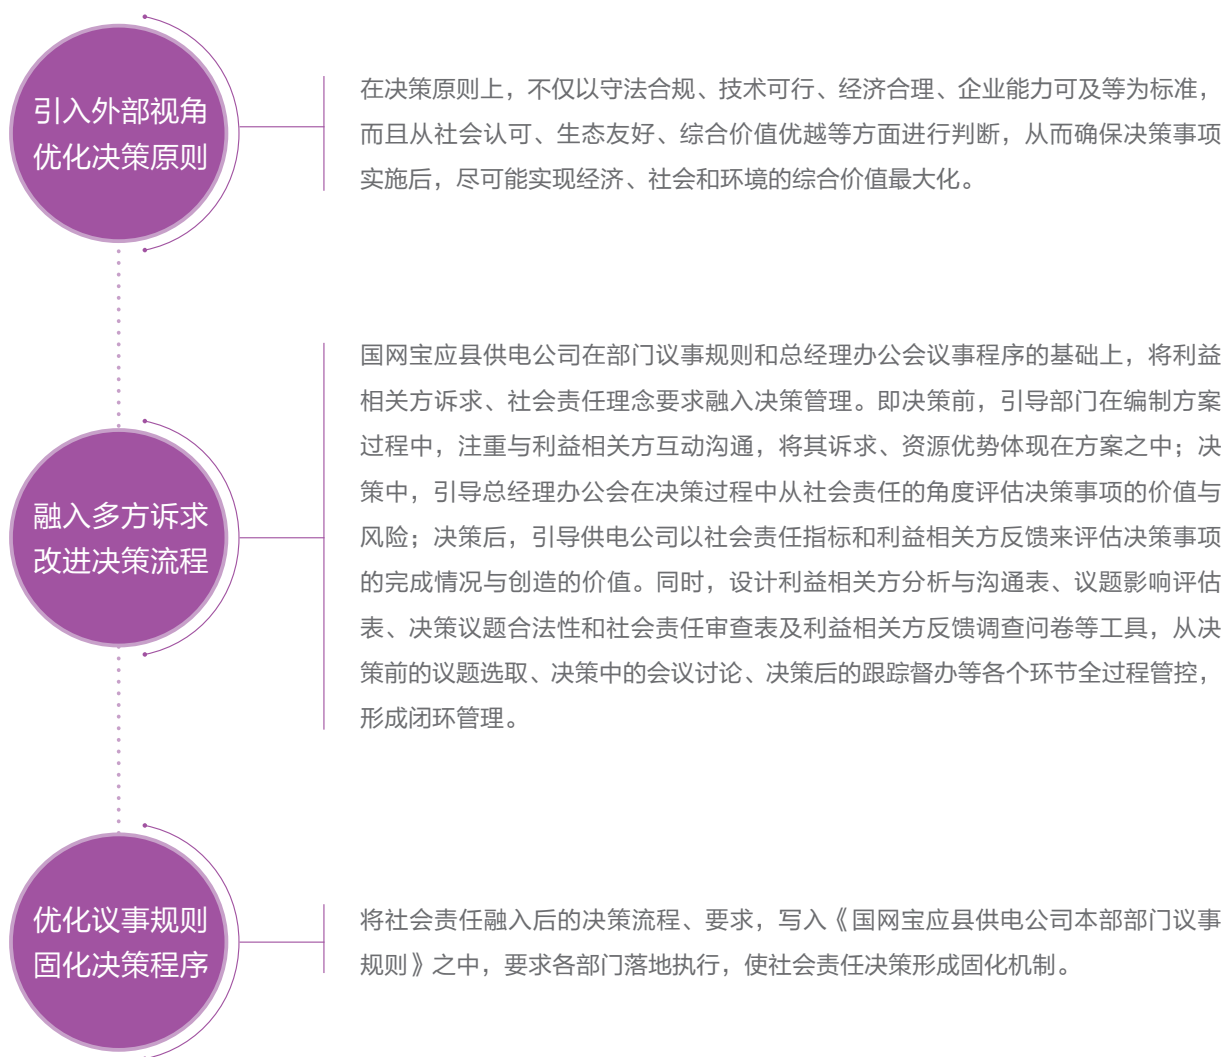 引入外部视角
优化决策原则
在决策原则上，不仅以守法合规、技术可行、经济合理、企业能力可及等为标准，
而且从社会认可、生态友好、综合价值优越等方面进行判断，从而确保决策事项
实施后，尽可能实现经济、社会和环境的综合价值最大化。
融入多方诉求
改进决策流程
国网宝应县供电公司在部门议事规则和总经理办公会议事程序的基础上，将利益
相关方诉求、社会责任理念要求融入决策管理。即决策前，引导部门在编制方案
过程中，注重与利益相关方互动沟通，将其诉求、资源优势体现在方案之中；决
策中，引导总经理办公会在决策过程中从社会责任的角度评估决策事项的价值与
风险；决策后，引导供电公司以社会责任指标和利益相关方反馈来评估决策事项
的完成情况与创造的价值。同时，设计利益相关方分析与沟通表、议题影响评估
表、决策议题合法性和社会责任审查表及利益相关方反馈调查问卷等工具，从决
策前的议题选取、决策中的会议讨论、决策后的跟踪督办等各个环节全过程管控，
形成闭环管理。
优化议事规则
固化决策程序
将社会责任融入后的决策流程、要求，写入《国网宝应县供电公司本部部门议事
规则》之中，要求各部门落地执行，使社会责任决策形成固化机制。